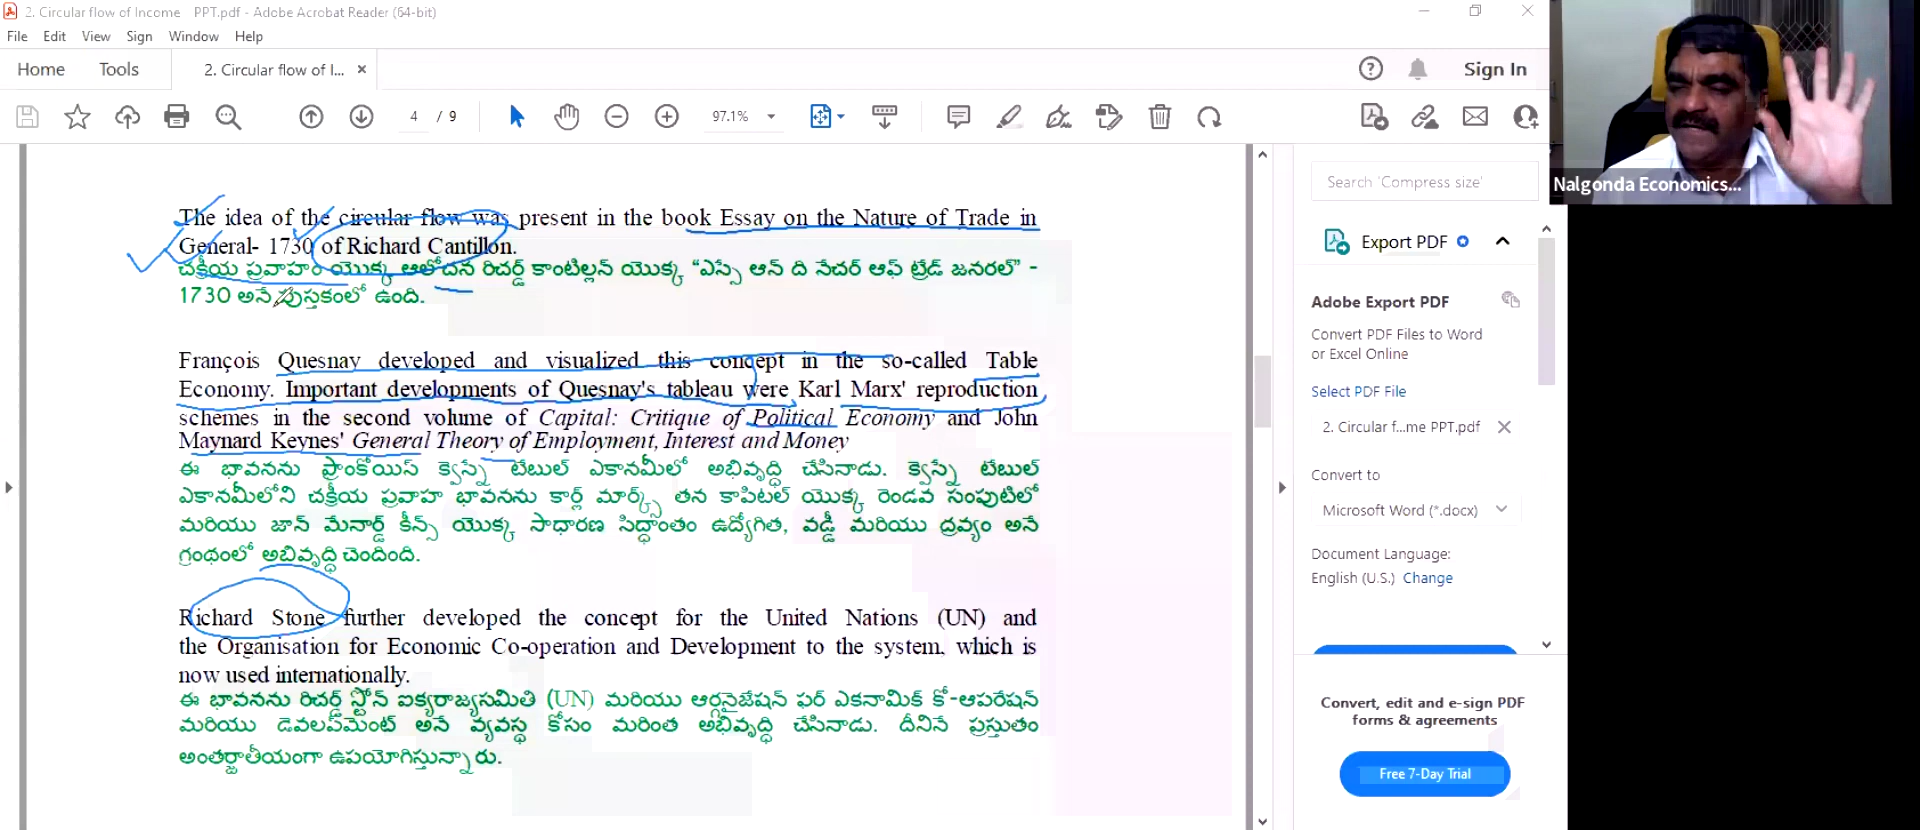 2. Circular flow of Income PPT.pdf - Adobe Acrobat Reader (64-bit)
File Edit View Sign Window Help
Home Tools 2. Circular flow of I... × Sign In
4 / 9 97.1%
The idea of the circular flow was present in the book Essay on the Nature of Trade in
General- 1730 of Richard Cantillon.
చక్రీయ ప్రవాహం యొక్క ఆలోచన రిచర్డ్ కాంటిల్లన్ యొక్క “ఎస్సే ఆన్ ది నేచర్ ఆఫ్ ట్రేడ్ జనరల్” -
1730 అనే పుస్తకంలో ఉంది.
François Quesnay developed and visualized this concept in the so-called Table
Economy. Important developments of Quesnay's tableau were Karl Marx' reproduction
schemes in the second volume of Capital: Critique of Political Economy and John
Maynard Keynes' General Theory of Employment, Interest and Money
ఈ భావనను ఫ్రాంకోయిస్ క్వెస్నే టేబుల్ ఎకానమీలో అభివృద్ధి చేసినాడు. క్వెస్నే టేబుల్
ఎకానమీలోని చక్రీయ ప్రవాహ భావనను కార్ల్ మార్క్స్ తన కాపిటల్ యొక్క రెండవ సంపుటిలో
మరియు జాన్ మేనార్డ్ కీన్స్ యొక్క సాధారణ సిద్ధాంతం ఉద్యోగిత, వడ్డీ మరియు ద్రవ్యం అనే
గ్రంథంలో అభివృద్ధి చెందింది.
Richard Stone further developed the concept for the United Nations (UN) and
the Organisation for Economic Co-operation and Development to the system, which is
now used internationally.
ఈ భావనను రిచర్డ్ స్టోన్ ఐక్యరాజ్యసమితి (UN) మరియు ఆర్గనైజేషన్ ఫర్ ఎకనామిక్ కో-ఆపరేషన్
మరియు డెవలప్‌మెంట్ అనే వ్యవస్థ కోసం మరింత అభివృద్ధి చేసినాడు. దీనినే ప్రస్తుతం
అంతర్జాతీయంగా ఉపయోగిస్తున్నారు.
Search 'Compress size'
Export PDF
Adobe Export PDF
Convert PDF Files to Word
or Excel Online
Select PDF File
2. Circular f...me PPT.pdf ×
Convert to
Microsoft Word (*.docx)
Document Language:
English (U.S.) Change
Convert, edit and e-sign PDF
forms & agreements
Free 7-Day Trial
Nalgonda Economics...